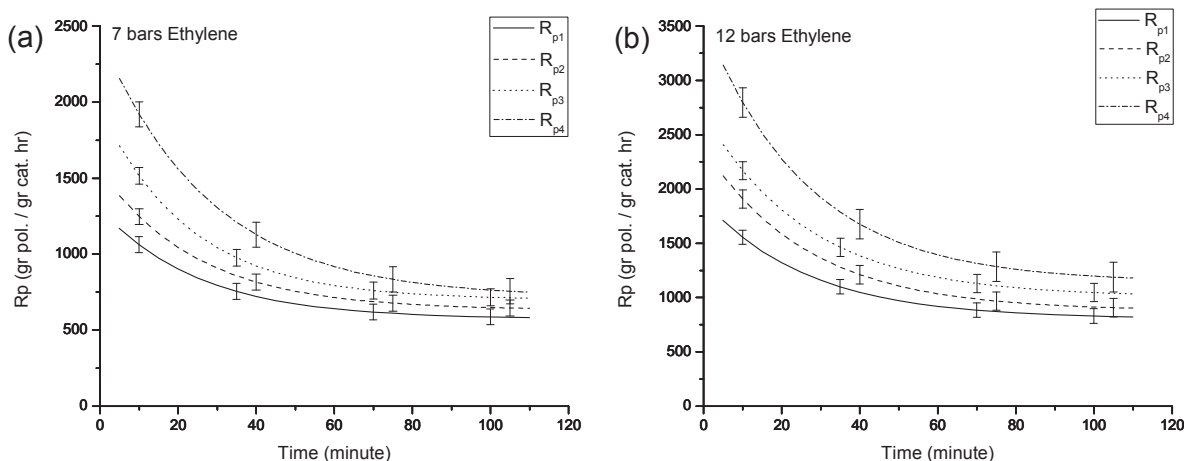 (a)
7 bars Ethylene
R_p1
R_p2
R_p3
R_p4
2500
2000
1500
1000
500
0
Rp (gr pol. / gr cat. hr)
0 20 40 60 80 100 120
Time (minute)
(b)
12 bars Ethylene
R_p1
R_p2
R_p3
R_p4
3500
3000
2500
2000
1500
1000
500
0
Rp (gr pol. / gr cat. hr)
0 20 40 60 80 100 120
Time (minute)